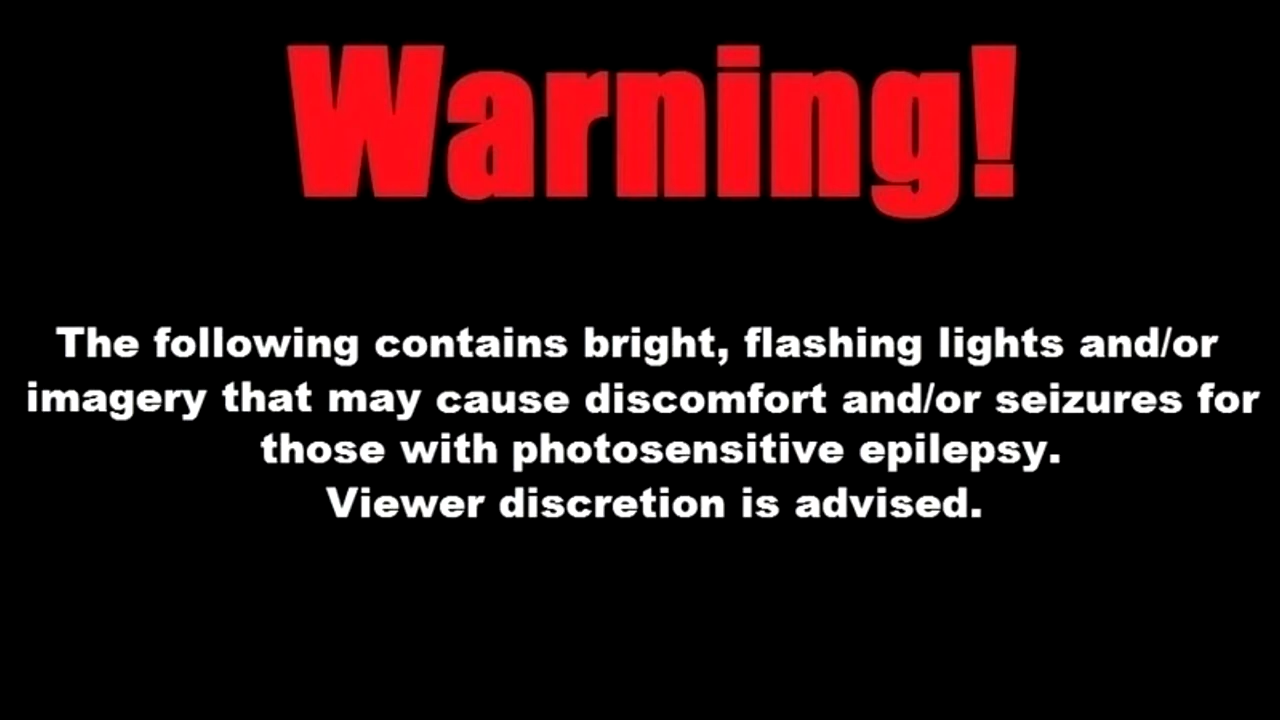 Warning!
The following contains bright, flashing lights and/or
imagery that may cause discomfort and/or seizures for
those with photosensitive epilepsy.
Viewer discretion is advised.